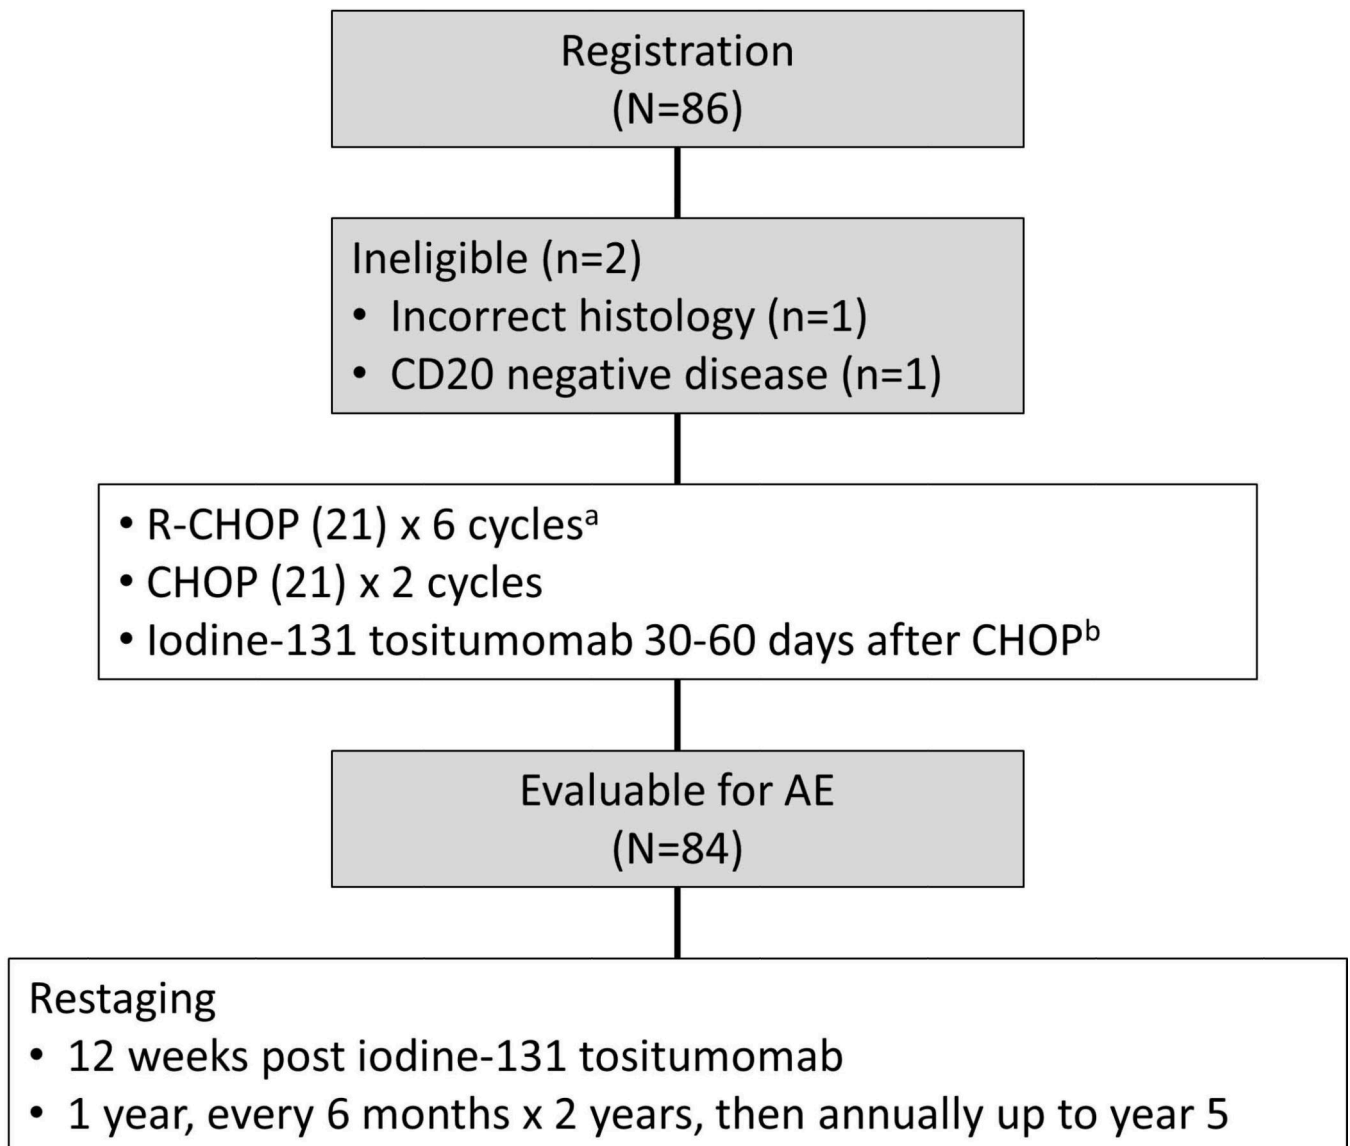 Registration
(N=86)
Ineligible (n=2)
• Incorrect histology (n=1)
• CD20 negative disease (n=1)
• R-CHOP (21) x 6 cyclesᵃ
• CHOP (21) x 2 cycles
• Iodine-131 tositumomab 30-60 days after CHOPᵇ
Evaluable for AE
(N=84)
Restaging
• 12 weeks post iodine-131 tositumomab
• 1 year, every 6 months x 2 years, then annually up to year 5